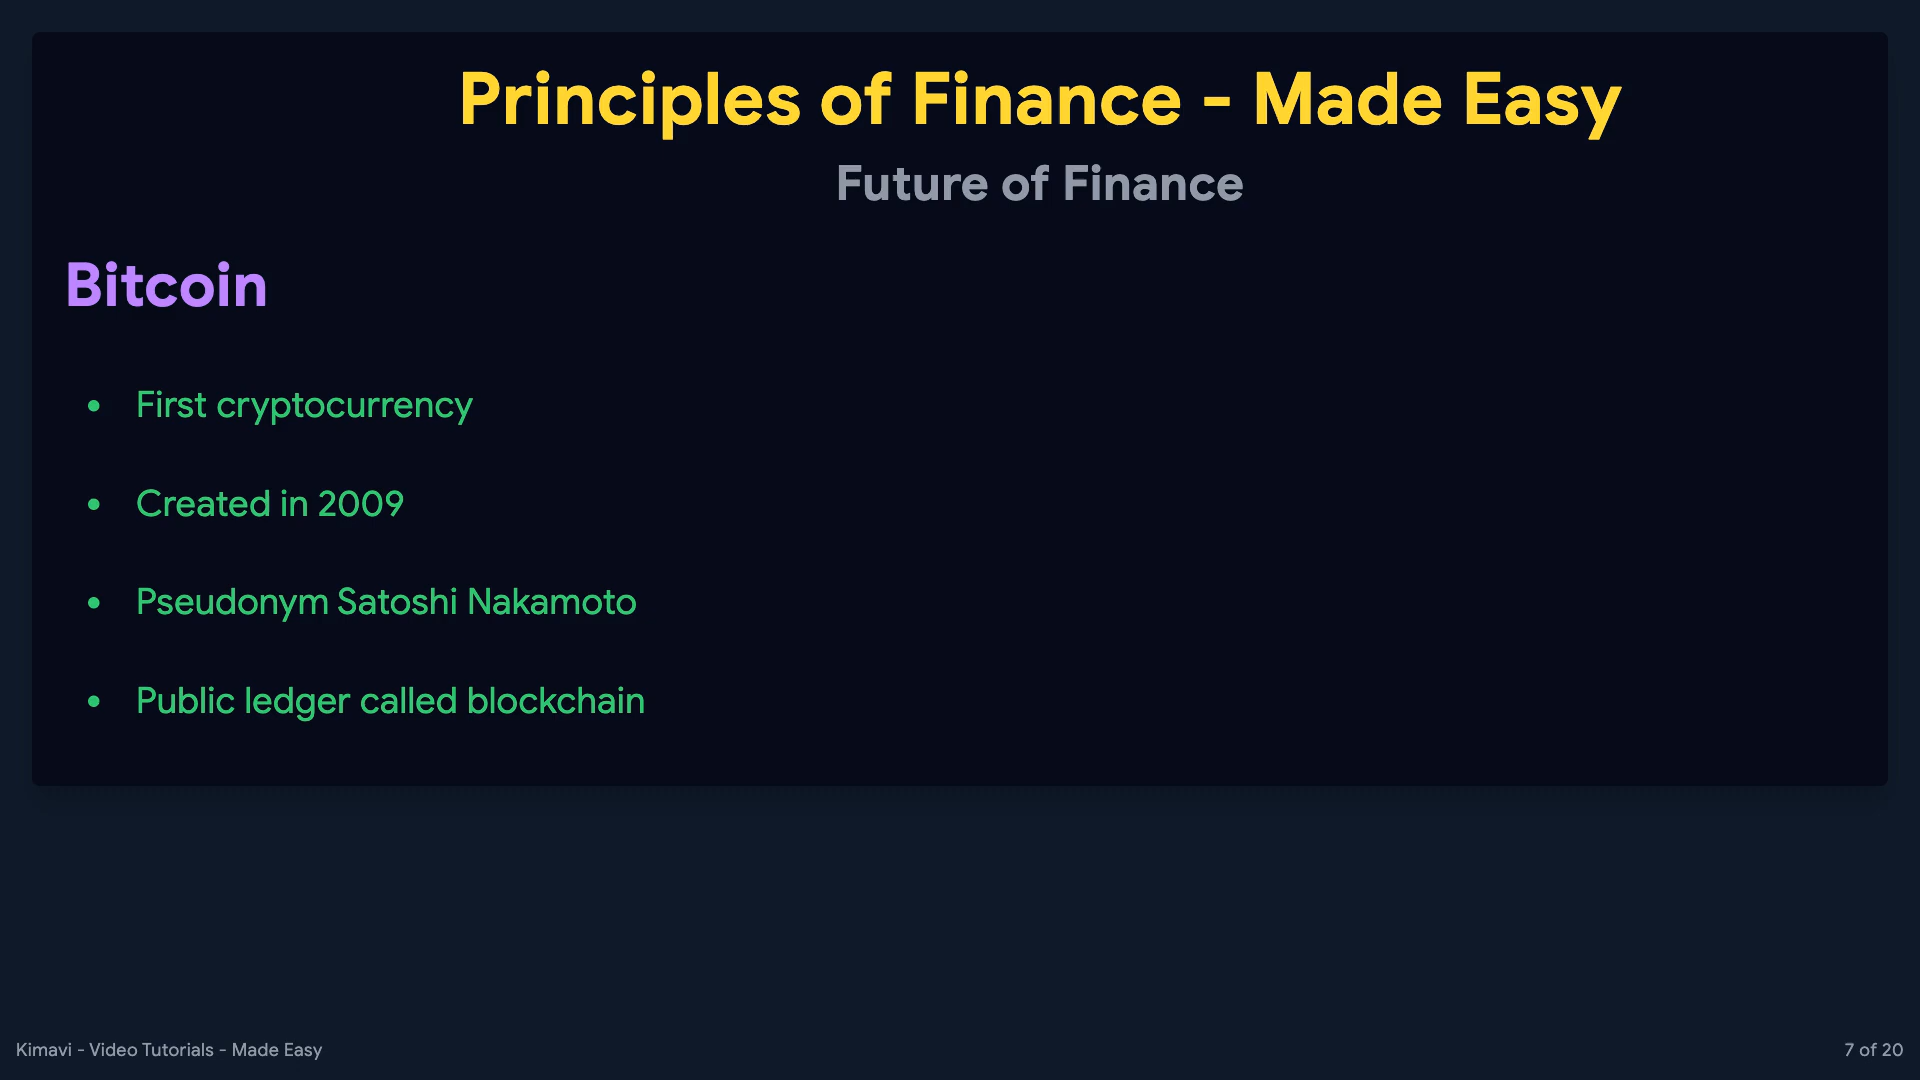 Principles of Finance - Made Easy
Future of Finance
Bitcoin
• First cryptocurrency
• Created in 2009
• Pseudonym Satoshi Nakamoto
• Public ledger called blockchain
Kimavi - Video Tutorials - Made Easy
7 of 20